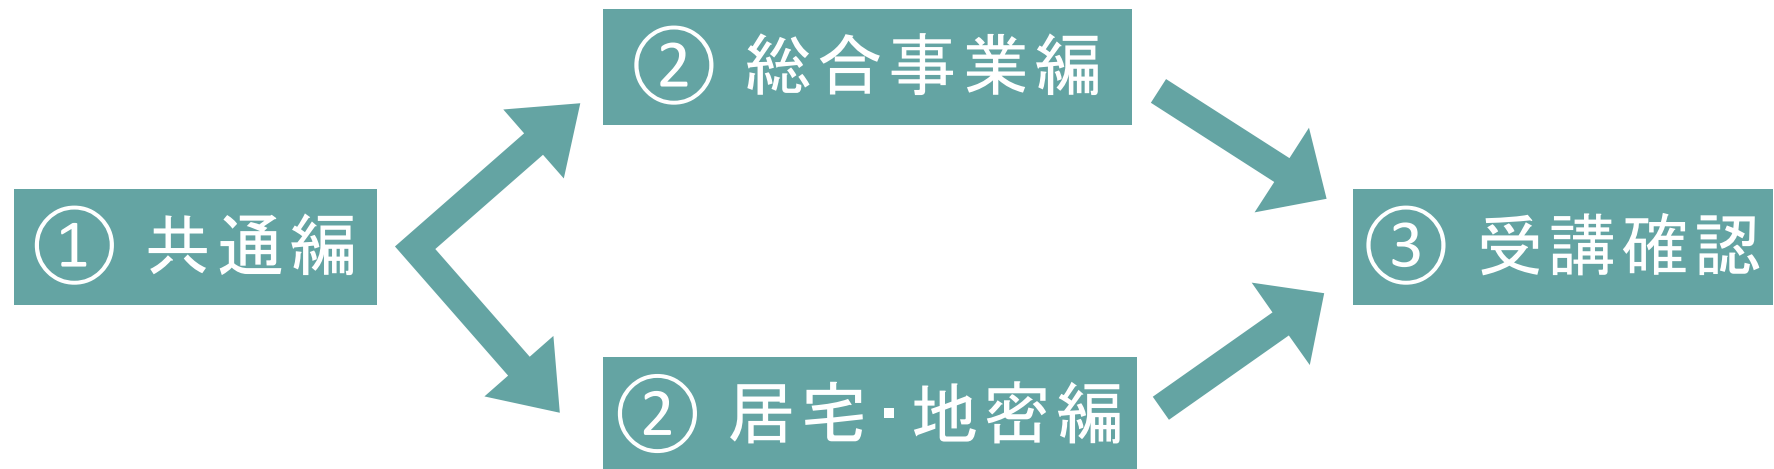 ① 共通編
② 総合事業編
② 居宅・地密編
③ 受講確認